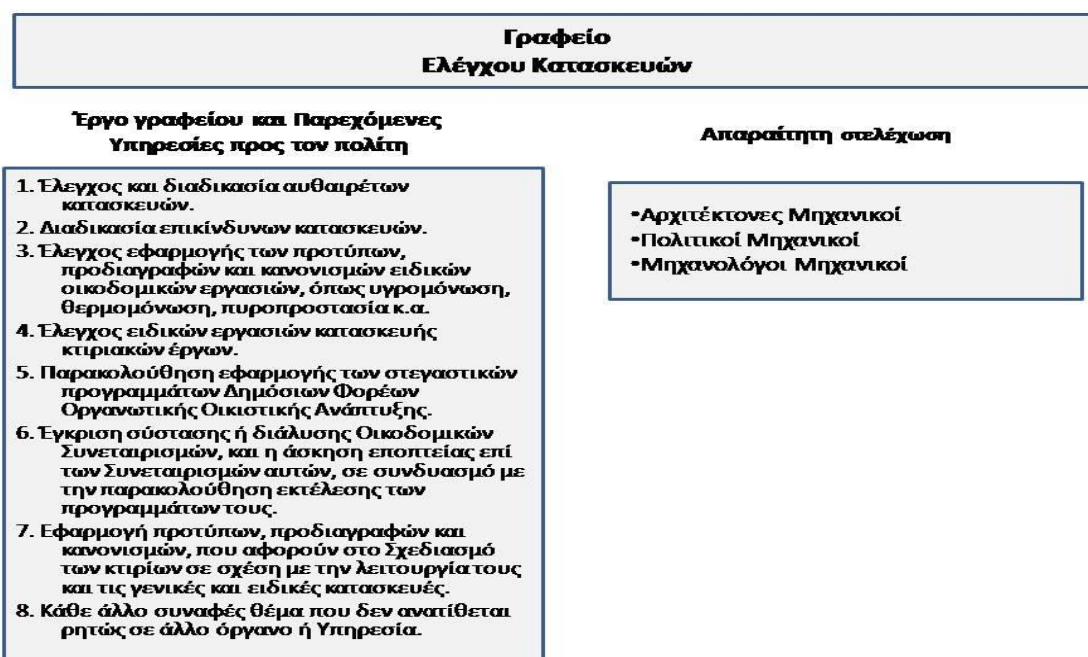 Γραφείο
Ελέγχου Κατασκευών
Έργο γραφείου και Παρεχόμενες
Υπηρεσίες προς τον πολίτη
1. Έλεγχος και διαδικασία αυθαιρέτων
κατασκευών.
2. Διαδικασία επικίνδυνων κατασκευών.
3. Έλεγχος εφαρμογής των προτύπων,
προδιαγραφών και κανονισμών ειδικών
οικοδομικών εργασιών, όπως υγρομόνωση,
θερμομόνωση, πυροπροστασία κ.α.
4. Έλεγχος ειδικών εργασιών κατασκευής
κτιριακών έργων.
5. Παρακολούθηση εφαρμογής των στεγαστικών
προγραμμάτων Δημόσιων Φορέων
Οργανωτικής Οικιστικής Ανάπτυξης.
6. Έγκριση σύστασης ή διάλυσης Οικοδομικών
Συνεταιρισμών, και η άσκηση εποπτείας επί
των Συνεταιρισμών αυτών, σε συνδυασμό με
την παρακολούθηση εκτέλεσης των
προγραμμάτων τους.
7. Εφαρμογή προτύπων, προδιαγραφών και
κανονισμών, που αφορούν στο Σχεδιασμό
των κτιρίων σε σχέση με την λειτουργία τους
και τις γενικές και ειδικές κατασκευές.
8. Κάθε άλλο συναφές θέμα που δεν ανατίθεται
ρητώς σε άλλο όργανο ή Υπηρεσία.
Απαραίτητη στελέχωση
•Αρχιτέκτονες Μηχανικοί
•Πολιτικοί Μηχανικοί
•Μηχανολόγοι Μηχανικοί